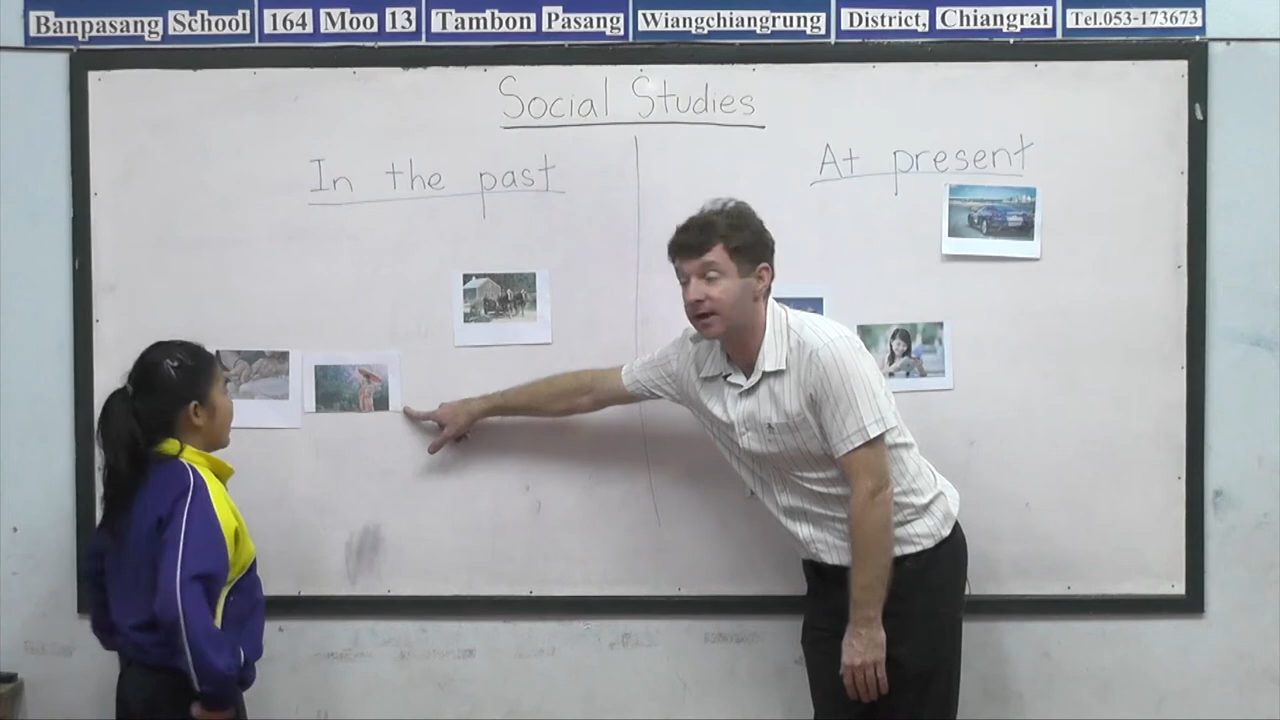 Banpasang School 164 Moo 13 Tambon Pasang Wiangchiangrung District, Chiangrai Tel.053-173673
Social Studies
In the past
At present